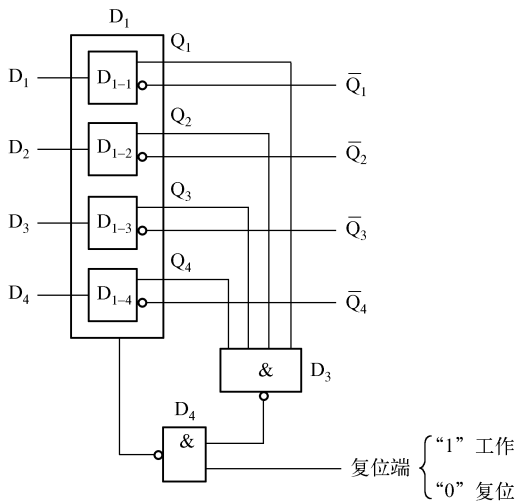 D₁
Q₁
D₁ D₁₋₁ Q̅₁
Q₂
D₂ D₁₋₂ Q̅₂
Q₃
D₃ D₁₋₃ Q̅₃
Q₄
D₄ D₁₋₄ Q̅₄
& D₃
D₄
&
“1”工作
复位端
“0”复位